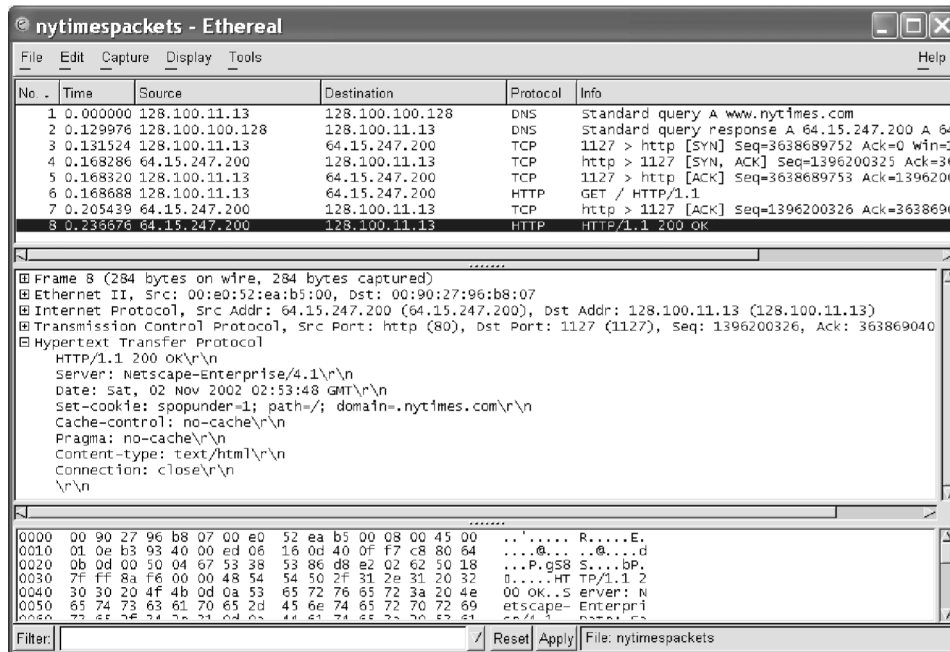 nytimespackets - Ethereal
File Edit Capture Display Tools Help
No. . Time Source Destination Protocol Info
1 0.000000 128.100.11.13 128.100.100.128 DNS Standard query A www.nytimes.com
2 0.129976 128.100.100.128 128.100.11.13 DNS Standard query response A 64.15.247.200 A 64
3 0.131524 128.100.11.13 64.15.247.200 TCP 1127 > http [SYN] Seq=3638689752 Ack=0 Win=
4 0.168286 64.15.247.200 128.100.11.13 TCP http > 1127 [SYN, ACK] Seq=1396200325 Ack=36
5 0.168320 128.100.11.13 64.15.247.200 TCP 1127 > http [ACK] Seq=3638689753 Ack=1396200
6 0.168688 128.100.11.13 64.15.247.200 HTTP GET / HTTP/1.1
7 0.205439 64.15.247.200 128.100.11.13 TCP http > 1127 [ACK] Seq=1396200326 Ack=3638690
8 0.236676 64.15.247.200 128.100.11.13 HTTP HTTP/1.1 200 OK
Frame 8 (284 bytes on wire, 284 bytes captured)
Ethernet II, Src: 00:e0:52:ea:b5:00, Dst: 00:90:27:96:b8:07
Internet Protocol, Src Addr: 64.15.247.200 (64.15.247.200), Dst Addr: 128.100.11.13 (128.100.11.13)
Transmission Control Protocol, Src Port: http (80), Dst Port: 1127 (1127), Seq: 1396200326, Ack: 363869040
Hypertext Transfer Protocol
HTTP/1.1 200 OK\r\n
Server: Netscape-Enterprise/4.1\r\n
Date: Sat, 02 Nov 2002 02:53:48 GMT\r\n
Set-cookie: spopunder=1; path=/; domain=.nytimes.com\r\n
Cache-control: no-cache\r\n
Pragma: no-cache\r\n
Content-type: text/html\r\n
Connection: close\r\n
\r\n
0000 00 90 27 96 b8 07 00 e0 52 ea b5 00 08 00 45 00 ..'..... R.....E.
0010 01 0e b3 93 40 00 ed 06 16 0d 40 0f f7 c8 80 64 ....@... ..@....d
0020 0b 0d 00 50 04 67 53 38 53 86 d8 e2 02 62 50 18 ...P.gS8 S....bP.
0030 7f ff 8a f6 00 00 48 54 54 50 2f 31 2e 31 20 32 ......HT TP/1.1 2
0040 30 30 20 4f 4b 0d 0a 53 65 72 76 65 72 3a 20 4e 00 OK..S erver: N
0050 65 74 73 63 61 70 65 2d 45 6e 74 65 72 70 72 69 etscape- Enterpri
Filter: Reset Apply File: nytimespackets